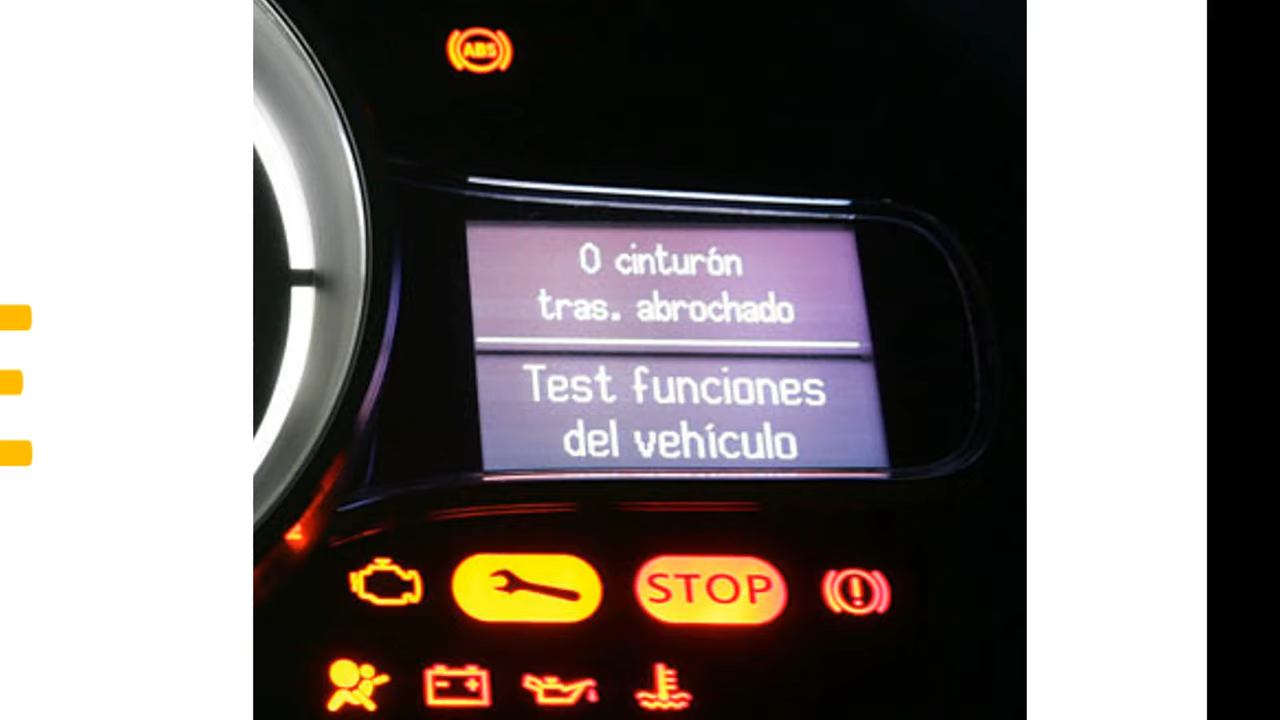 ABS
0 cinturón
tras. abrochado
Test funciones
del vehículo
STOP